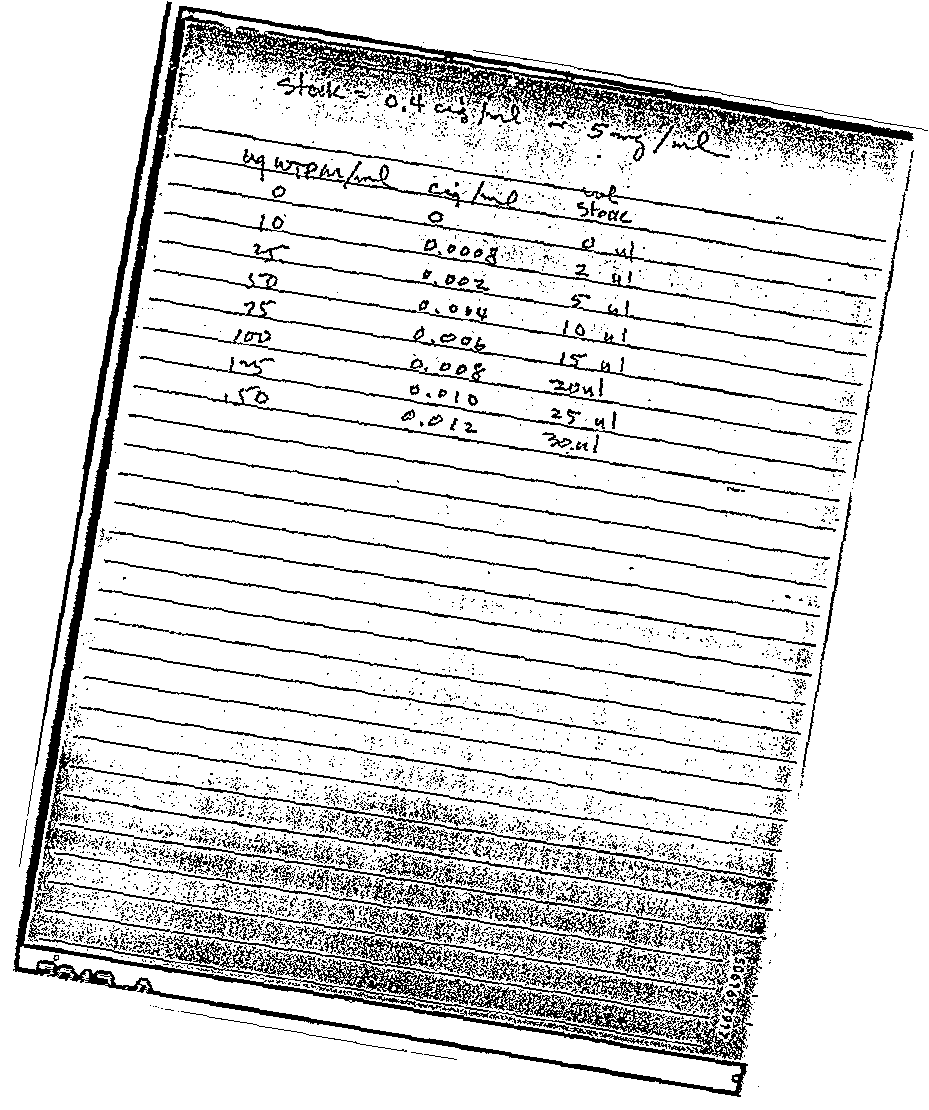 Stock = 0.4 cig/ml = 5 mg/ml
ug WTPM/ml cig/ml vol Stock
0 0 0 ul
10 0.0008 2 ul
25 0.002 5 ul
50 0.004 10 ul
75 0.006 15 ul
100 0.008 20 ul
125 0.010 25 ul
150 0.012 30 ul